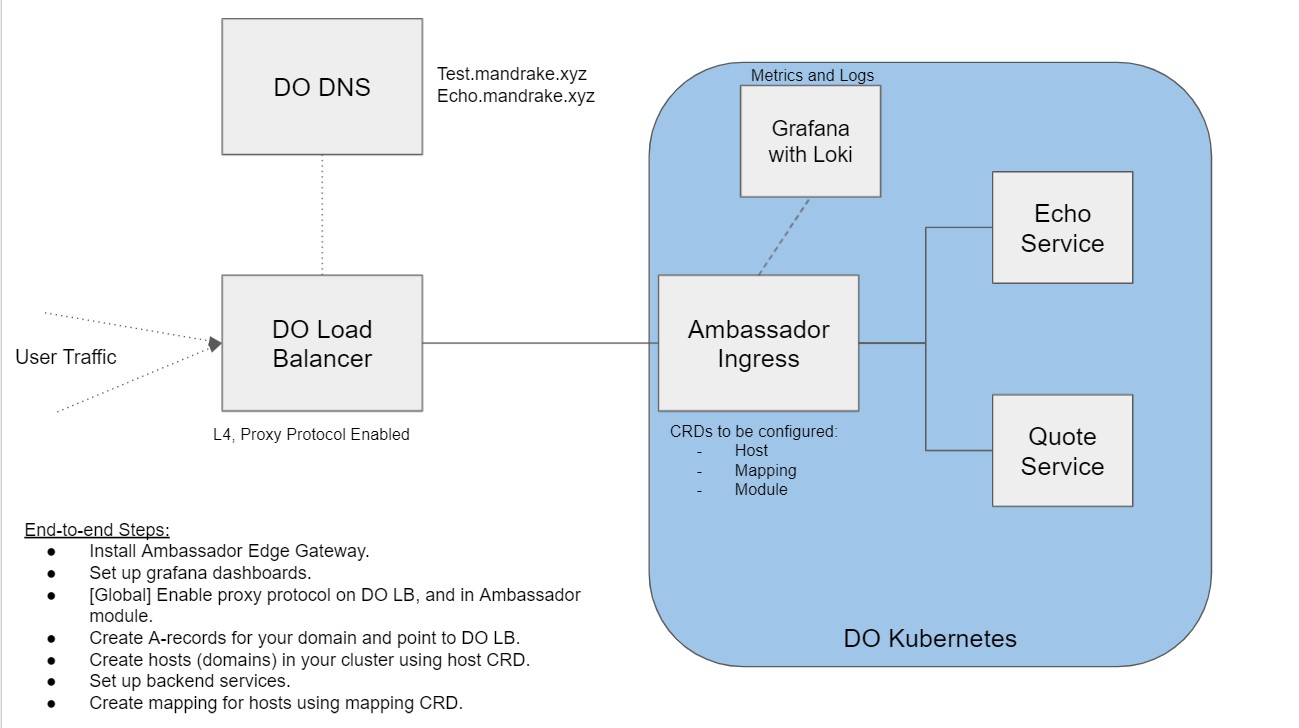 DO DNS
Test.mandrake.xyz
Echo.mandrake.xyz
Metrics and Logs
Grafana
with Loki
Echo
Service
User Traffic
DO Load
Balancer
L4, Proxy Protocol Enabled
Ambassador
Ingress
CRDs to be configured:
- Host
- Mapping
- Module
Quote
Service
DO Kubernetes
End-to-end Steps:
● Install Ambassador Edge Gateway.
● Set up grafana dashboards.
● [Global] Enable proxy protocol on DO LB, and in Ambassador
module.
● Create A-records for your domain and point to DO LB.
● Create hosts (domains) in your cluster using host CRD.
● Set up backend services.
● Create mapping for hosts using mapping CRD.